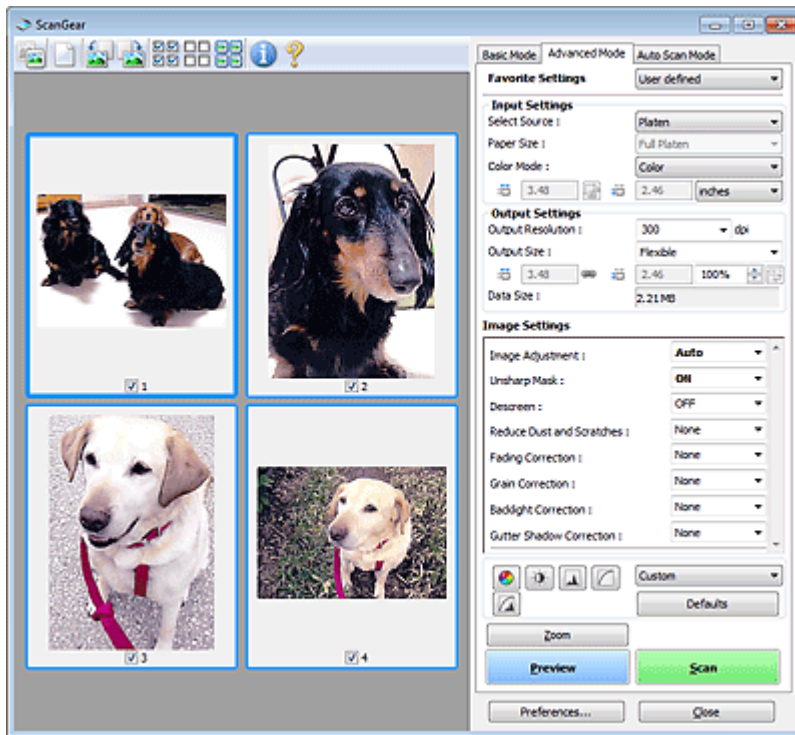 ScanGear
Basic Mode Advanced Mode Auto Scan Mode
Favorite Settings User defined
Input Settings
Select Source : Platen
Paper Size : Full Platen
Color Mode : Color
3.48 2.46 inches
Output Settings
Output Resolution : 300 dpi
Output Size : Flexible
3.48 2.46 100%
Data Size : 2.21MB
Image Settings
Image Adjustment : Auto
Unsharp Mask : ON
Descreen : OFF
Reduce Dust and Scratches : None
Fading Correction : None
Grain Correction : None
Backlight Correction : None
Gutter Shadow Correction : None
Custom
Defaults
Zoom
Preview Scan
Preferences... Close
1
2
3
4